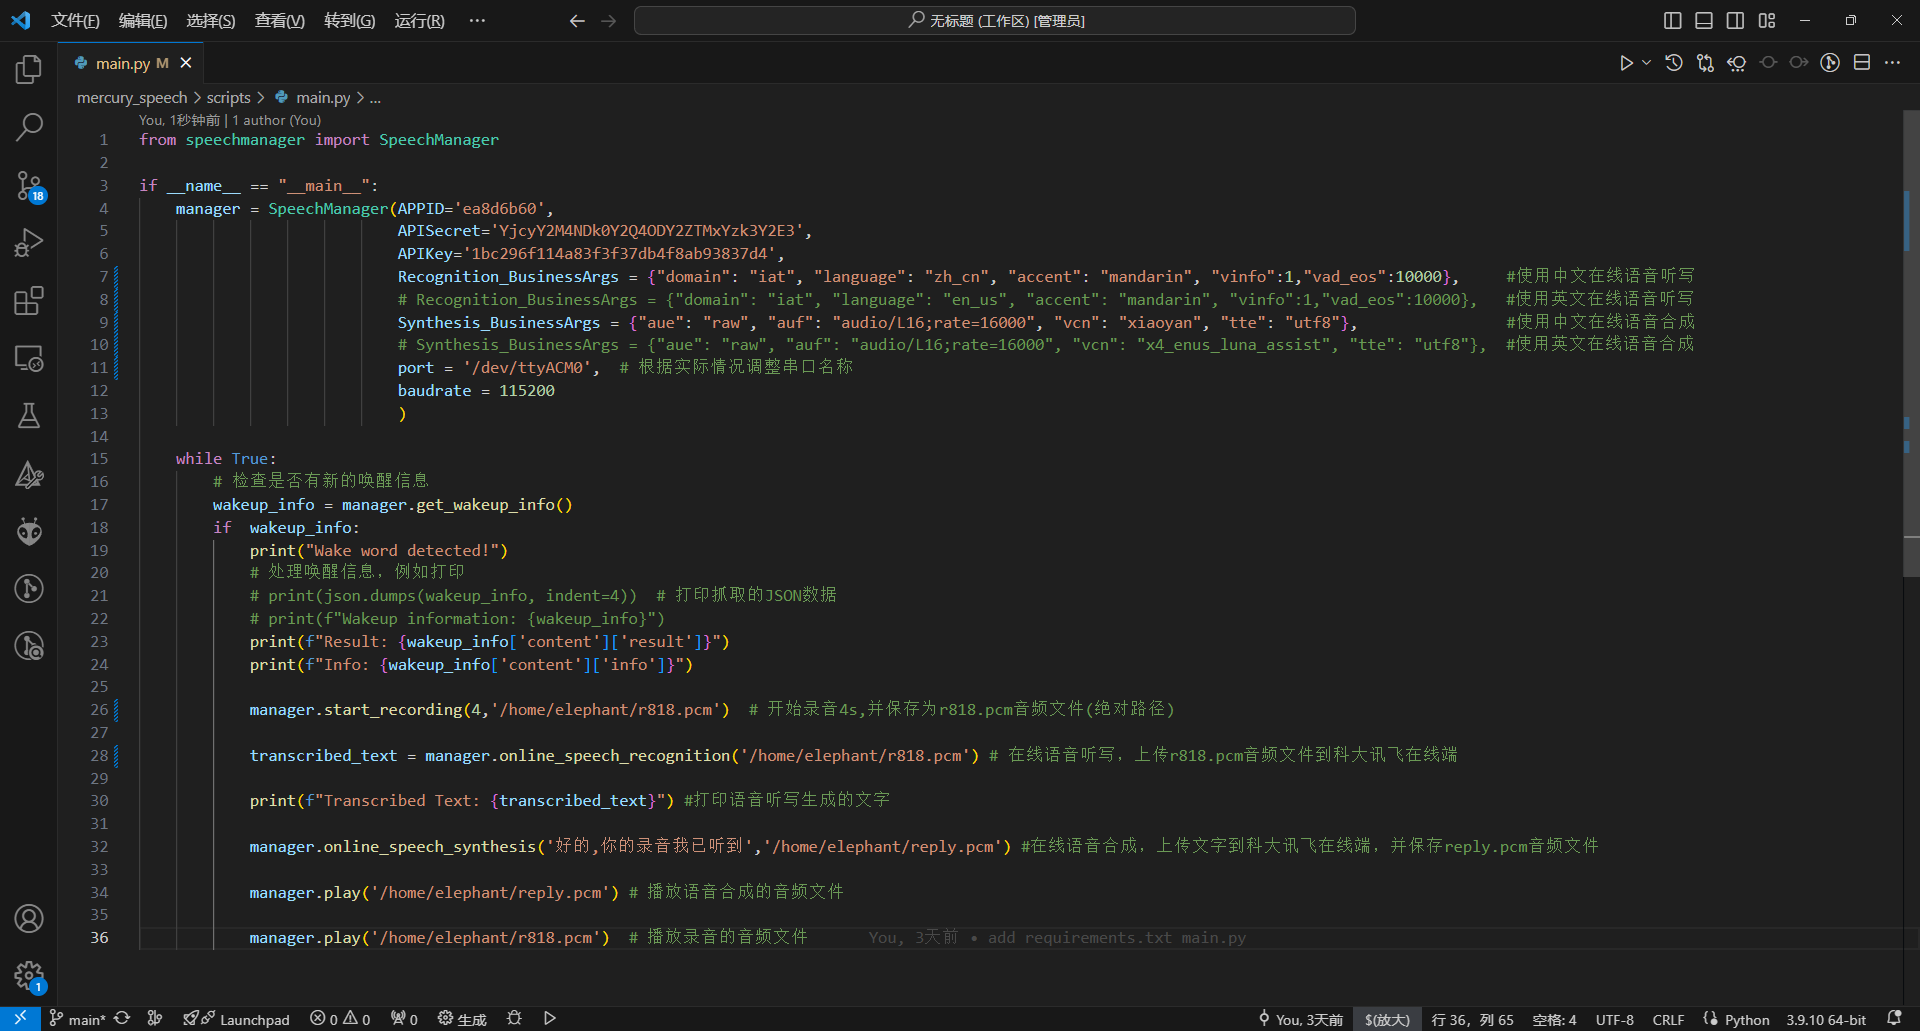 文件(F) 编辑(E) 选择(S) 查看(V) 转到(G) 运行(R) ··· 无标题 (工作区) [管理员]
main.py M
mercury_speech > scripts > main.py > ...
You, 1秒钟前 | 1 author (You)
1 from speechmanager import SpeechManager
2
3 if __name__ == "__main__":
4 manager = SpeechManager(APPID='ea8d6b60',
5 APISecret='YjcyY2M4NDk0Y2Q4ODY2ZTMxYzk3Y2E3',
6 APIKey='1bc296f114a83f3f37db4f8ab93837d4',
7 Recognition_BusinessArgs = {"domain": "iat", "language": "zh_cn", "accent": "mandarin", "vinfo":1,"vad_eos":10000}, #使用中文在线语音听写
8 # Recognition_BusinessArgs = {"domain": "iat", "language": "en_us", "accent": "mandarin", "vinfo":1,"vad_eos":10000}, #使用英文在线语音听写
9 Synthesis_BusinessArgs = {"aue": "raw", "auf": "audio/L16;rate=16000", "vcn": "xiaoyan", "tte": "utf8"}, #使用中文在线语音合成
10 # Synthesis_BusinessArgs = {"aue": "raw", "auf": "audio/L16;rate=16000", "vcn": "x4_enus_luna_assist", "tte": "utf8"}, #使用英文在线语音合成
11 port = '/dev/ttyACM0', # 根据实际情况调整串口名称
12 baudrate = 115200
13 )
14
15 while True:
16 # 检查是否有新的唤醒信息
17 wakeup_info = manager.get_wakeup_info()
18 if wakeup_info:
19 print("Wake word detected!")
20 # 处理唤醒信息，例如打印
21 # print(json.dumps(wakeup_info, indent=4)) # 打印抓取的JSON数据
22 # print(f"Wakeup information: {wakeup_info}")
23 print(f"Result: {wakeup_info['content']['result']}")
24 print(f"Info: {wakeup_info['content']['info']}")
25
26 manager.start_recording(4,'/home/elephant/r818.pcm') # 开始录音4s,并保存为r818.pcm音频文件(绝对路径)
27
28 transcribed_text = manager.online_speech_recognition('/home/elephant/r818.pcm') # 在线语音听写，上传r818.pcm音频文件到科大讯飞在线端
29
30 print(f"Transcribed Text: {transcribed_text}") #打印语音听写生成的文字
31
32 manager.online_speech_synthesis('好的,你的录音我已听到','/home/elephant/reply.pcm') #在线语音合成，上传文字到科大讯飞在线端，并保存reply.pcm音频文件
33
34 manager.play('/home/elephant/reply.pcm') # 播放语音合成的音频文件
35
36 manager.play('/home/elephant/r818.pcm') # 播放录音的音频文件 You, 3天前 • add requirements.txt main.py
18
1
main* Launchpad 0 0 0 生成 You, 3天前 $(放大) 行 36，列 65 空格: 4 UTF-8 CRLF Python 3.9.10 64-bit